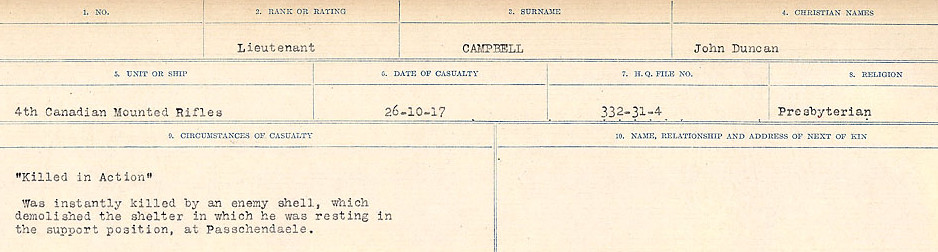 1. NO. 2. RANK OR RATING 3. SURNAME 4. CHRISTIAN NAMES
Lieutenant CAMPBELL John Duncan
5. UNIT OR SHIP 6. DATE OF CASUALTY 7. H. Q. FILE NO. 8. RELIGION
4th Canadian Mounted Rifles 26-10-17 332-31-4 Presbyterian
9. CIRCUMSTANCES OF CASUALTY 10. NAME, RELATIONSHIP AND ADDRESS OF NEXT OF KIN
"Killed in Action"
Was instantly killed by an enemy shell, which
demolished the shelter in which he was resting in
the support position, at Passchendaele.